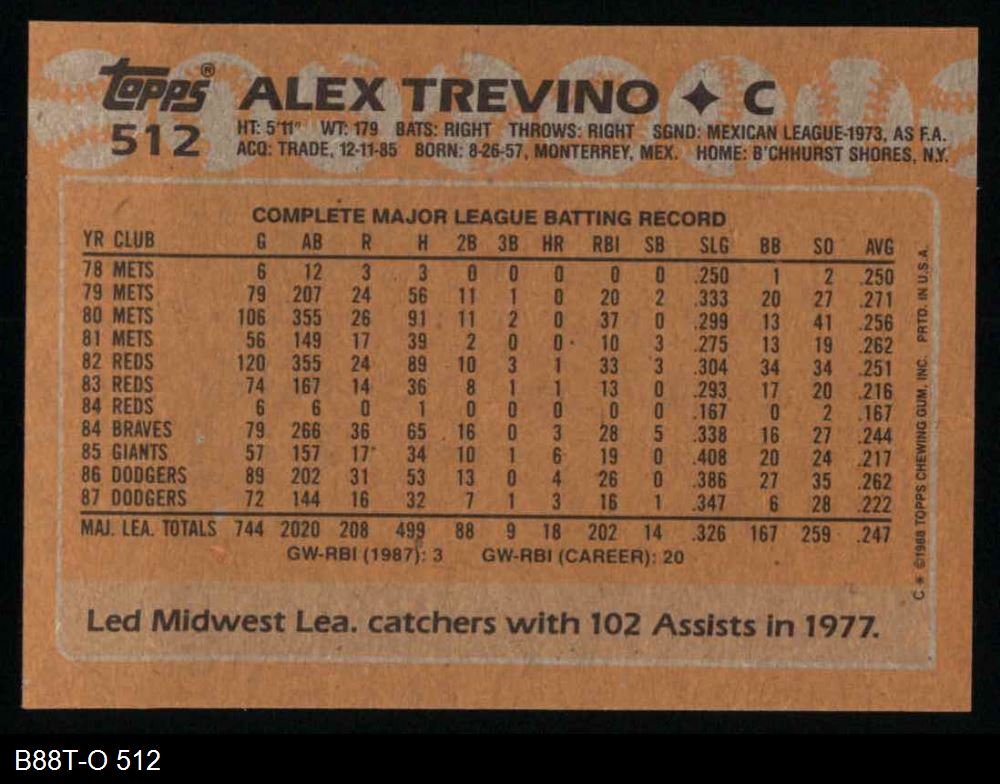 topps® ALEX TREVINO ✦ C
512
HT: 5'11" WT: 179 BATS: RIGHT THROWS: RIGHT SGND: MEXICAN LEAGUE-1973, AS F.A.
ACQ: TRADE, 12-11-85 BORN: 8-26-57, MONTERREY, MEX. HOME: B'CHHURST SHORES, N.Y.
COMPLETE MAJOR LEAGUE BATTING RECORD
YR CLUB G AB R H 2B 3B HR RBI SB SLG BB SO AVG
78 METS 6 12 3 3 0 0 0 0 0 .250 1 2 .250
79 METS 79 207 24 56 11 1 0 20 2 .333 20 27 .271
80 METS 106 355 26 91 11 2 0 37 0 .299 13 41 .256
81 METS 56 149 17 39 2 0 0 10 3 .275 13 19 .262
82 REDS 120 355 24 89 10 3 1 33 3 .304 34 34 .251
83 REDS 74 167 14 36 8 1 1 13 0 .293 17 20 .216
84 REDS 6 6 0 1 0 0 0 0 0 .167 0 2 .167
84 BRAVES 79 266 36 65 16 0 3 28 5 .338 16 27 .244
85 GIANTS 57 157 17 34 10 1 6 19 0 .408 20 24 .217
86 DODGERS 89 202 31 53 13 0 4 26 0 .386 27 35 .262
87 DODGERS 72 144 16 32 7 1 3 16 1 .347 6 28 .222
MAJ. LEA. TOTALS 744 2020 208 499 88 9 18 202 14 .326 167 259 .247
GW-RBI (1987): 3 GW-RBI (CAREER): 20
Led Midwest Lea. catchers with 102 Assists in 1977.
C* ©1988 TOPPS CHEWING GUM, INC. PRTD. IN U.S.A.
B88T-O 512